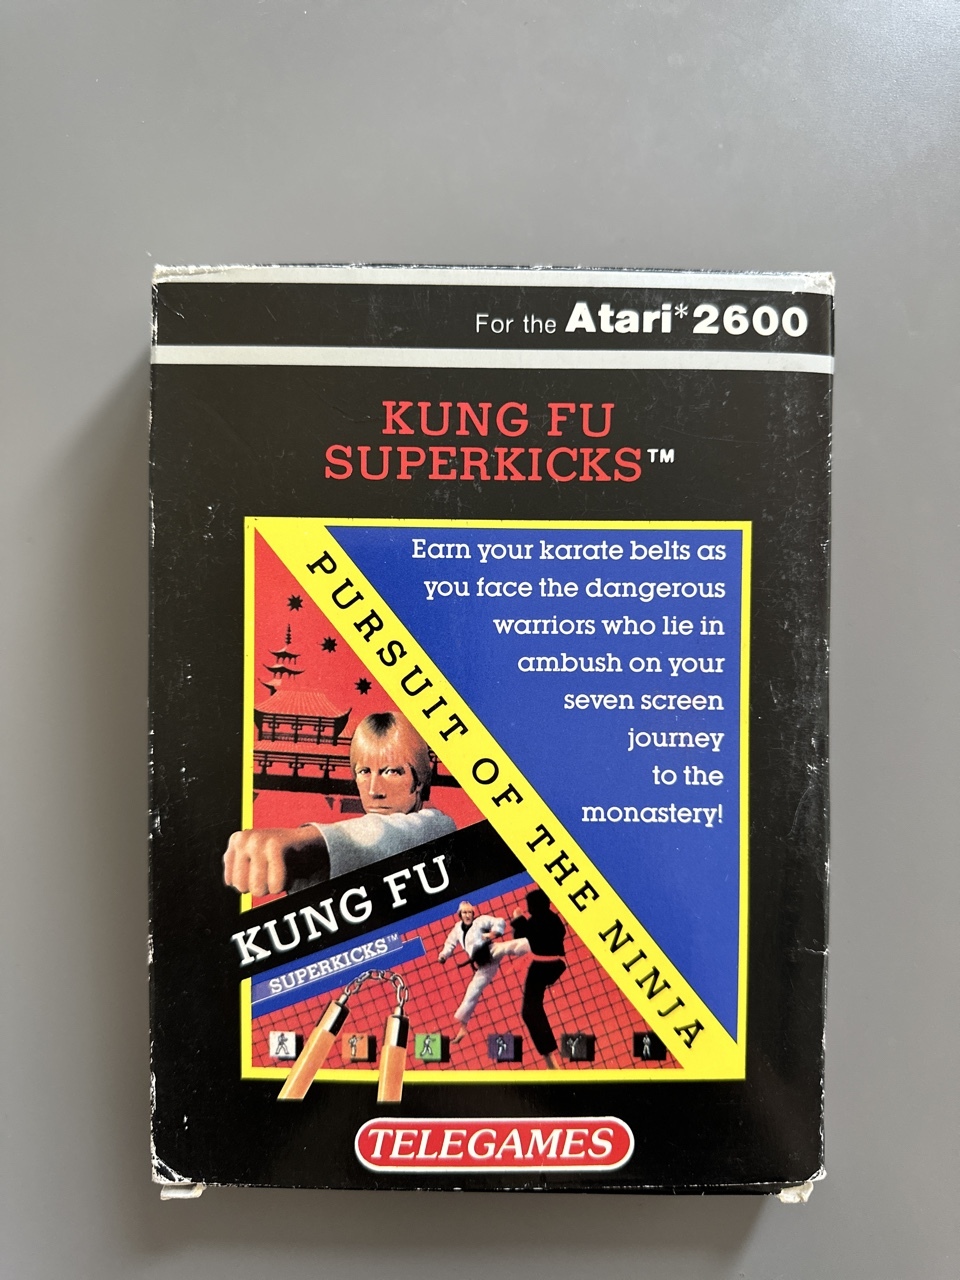 For the Atari* 2600
KUNG FU
SUPERKICKS™
Earn your karate belts as
you face the dangerous
warriors who lie in
ambush on your
seven screen
journey
to the
monastery!
PURSUIT OF THE NINJA
KUNG FU
SUPERKICKS™
TELEGAMES